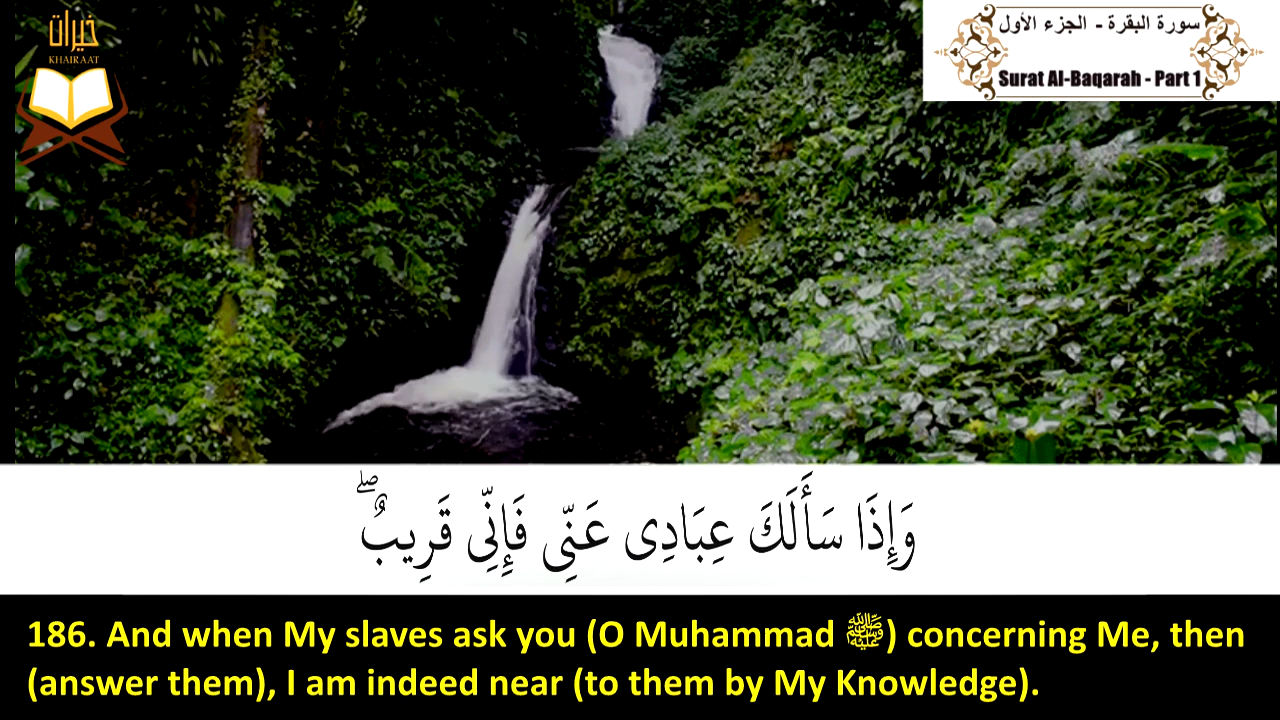 خيرات
KHAIRAAT
سورة البقرة - الجزء الأول
Surat Al-Baqarah - Part 1
وَإِذَا سَأَلَكَ عِبَادِى عَنِّى فَإِنِّى قَرِيبٌ ۖ
186. And when My slaves ask you (O Muhammad ﷺ) concerning Me, then
(answer them), I am indeed near (to them by My Knowledge).